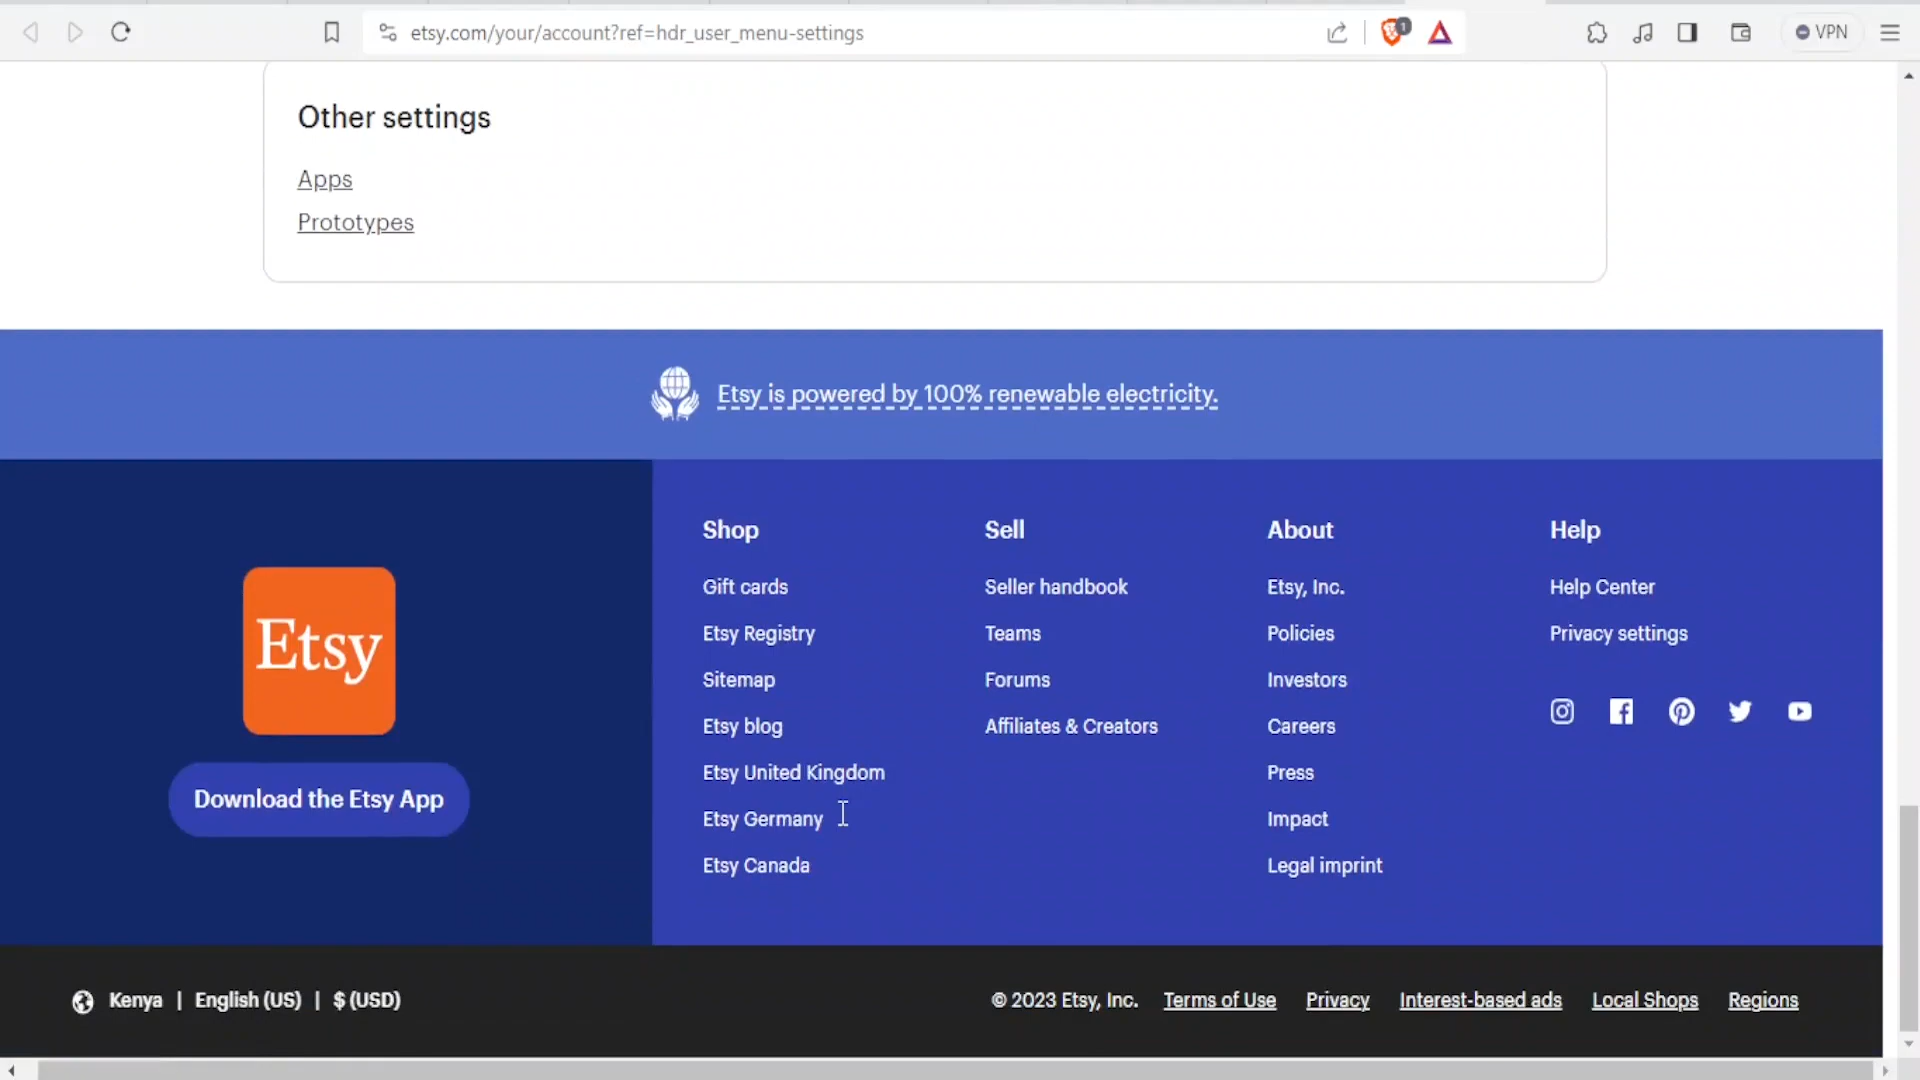 etsy.com/your/account?ref=hdr_user_menu-settings
1
VPN
Other settings
Apps
Prototypes
Etsy is powered by 100% renewable electricity.
Etsy
Download the Etsy App
Shop
Gift cards
Etsy Registry
Sitemap
Etsy blog
Etsy United Kingdom
Etsy Germany
Etsy Canada
Sell
Seller handbook
Teams
Forums
Affiliates & Creators
About
Etsy, Inc.
Policies
Investors
Careers
Press
Impact
Legal imprint
Help
Help Center
Privacy settings
Kenya | English (US) | $ (USD)
© 2023 Etsy, Inc. Terms of Use Privacy Interest-based ads Local Shops Regions